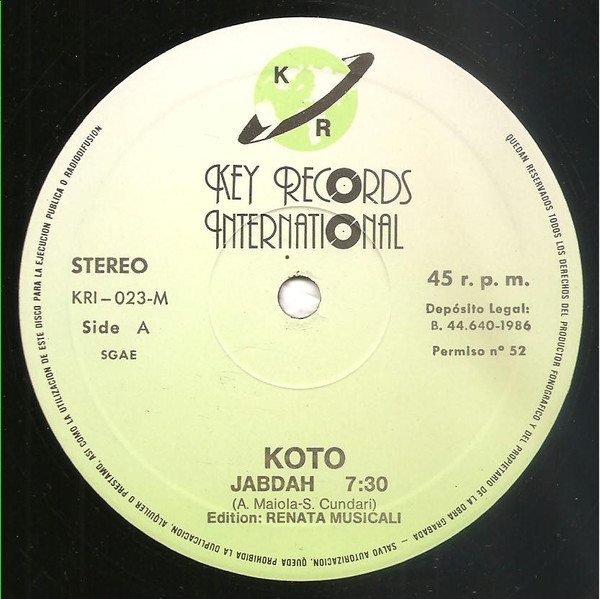 K
R
KEY RECORDS
INTERNATIONAL
STEREO
KRI-023-M
Side A
SGAE
45 r. p. m.
Depósito Legal:
B. 44.640-1986
Permiso nº 52
KOTO
JABDAH 7:30
(A. Maiola-S. Cundari)
Edition: RENATA MUSICALI
QUEDAN RESERVADOS TODOS LOS DERECHOS DEL PRODUCTOR FONOGRAFICO Y DEL PROPIETARIO DE LA OBRA GRABADA - SALVO AUTORIZACION, QUEDA PROHIBIDA LA DUPLICACION, ALQUILER O PRESTAMO, ASI COMO LA UTILIZACION DE ESTE DISCO PARA LA EJECUCION PUBLICA O RADIODIFUSION